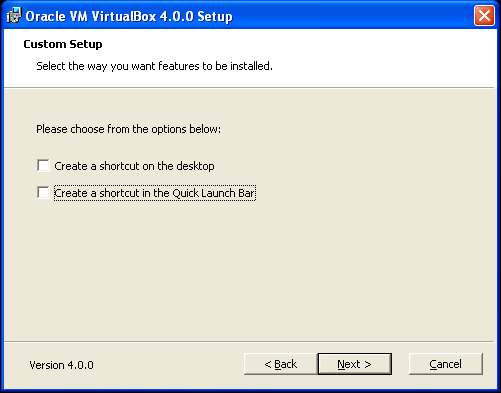 Oracle VM VirtualBox 4.0.0 Setup
Custom Setup
Select the way you want features to be installed.
Please choose from the options below:
Create a shortcut on the desktop
Create a shortcut in the Quick Launch Bar
Version 4.0.0
< Back
Next >
Cancel